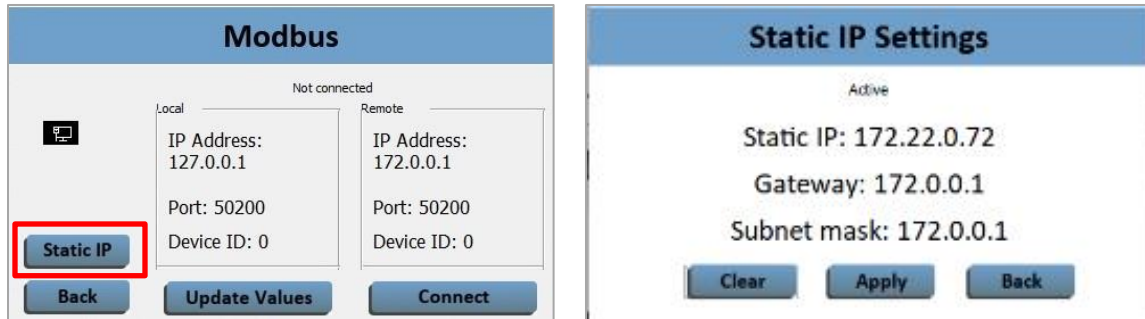 Modbus
Not connected
Local
IP Address:
127.0.0.1
Port: 50200
Device ID: 0
Remote
IP Address:
172.0.0.1
Port: 50200
Device ID: 0
Static IP
Back
Update Values
Connect
Static IP Settings
Active
Static IP: 172.22.0.72
Gateway: 172.0.0.1
Subnet mask: 172.0.0.1
Clear
Apply
Back